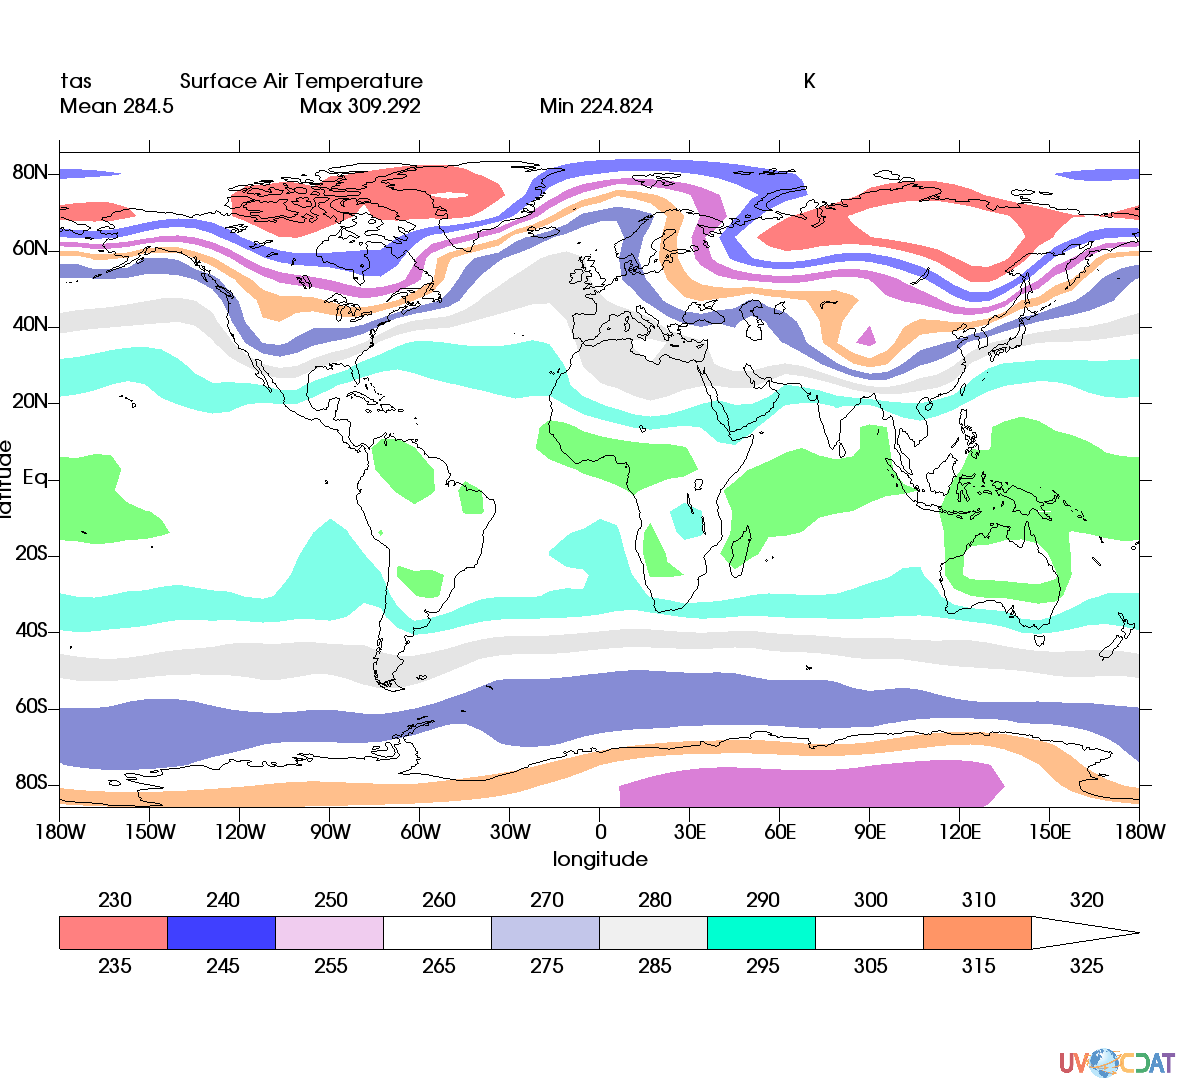 tas Surface Air Temperature K
Mean 284.5 Max 309.292 Min 224.824
80N
60N
40N
20N
Eq
20S
40S
60S
80S
latitude
180W 150W 120W 90W 60W 30W 0 30E 60E 90E 120E 150E 180W
longitude
230 240 250 260 270 280 290 300 310 320
235 245 255 265 275 285 295 305 315 325
UV CDAT